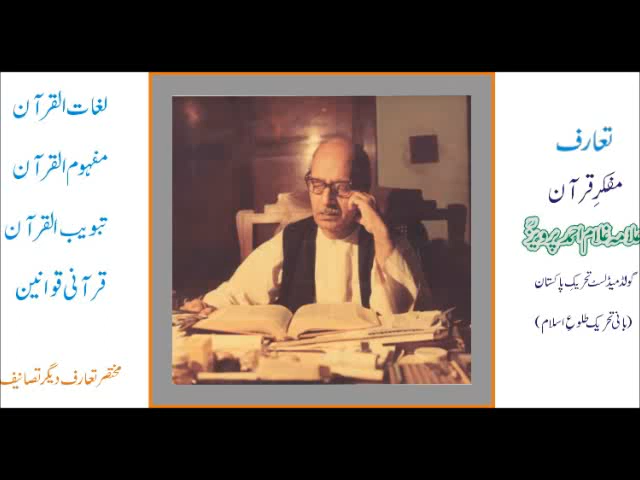 تعارف
مفکرِ قرآن
علامہ غلام احمد پرویزؒ
گولڈ میڈلسٹ تحریکِ پاکستان
(بانی تحریک طلوعِ اسلام)
لغات القرآن
مفہوم القرآن
تبویب القرآن
قرآنی قوانین
مختصر تعارف دیگر تصانیف